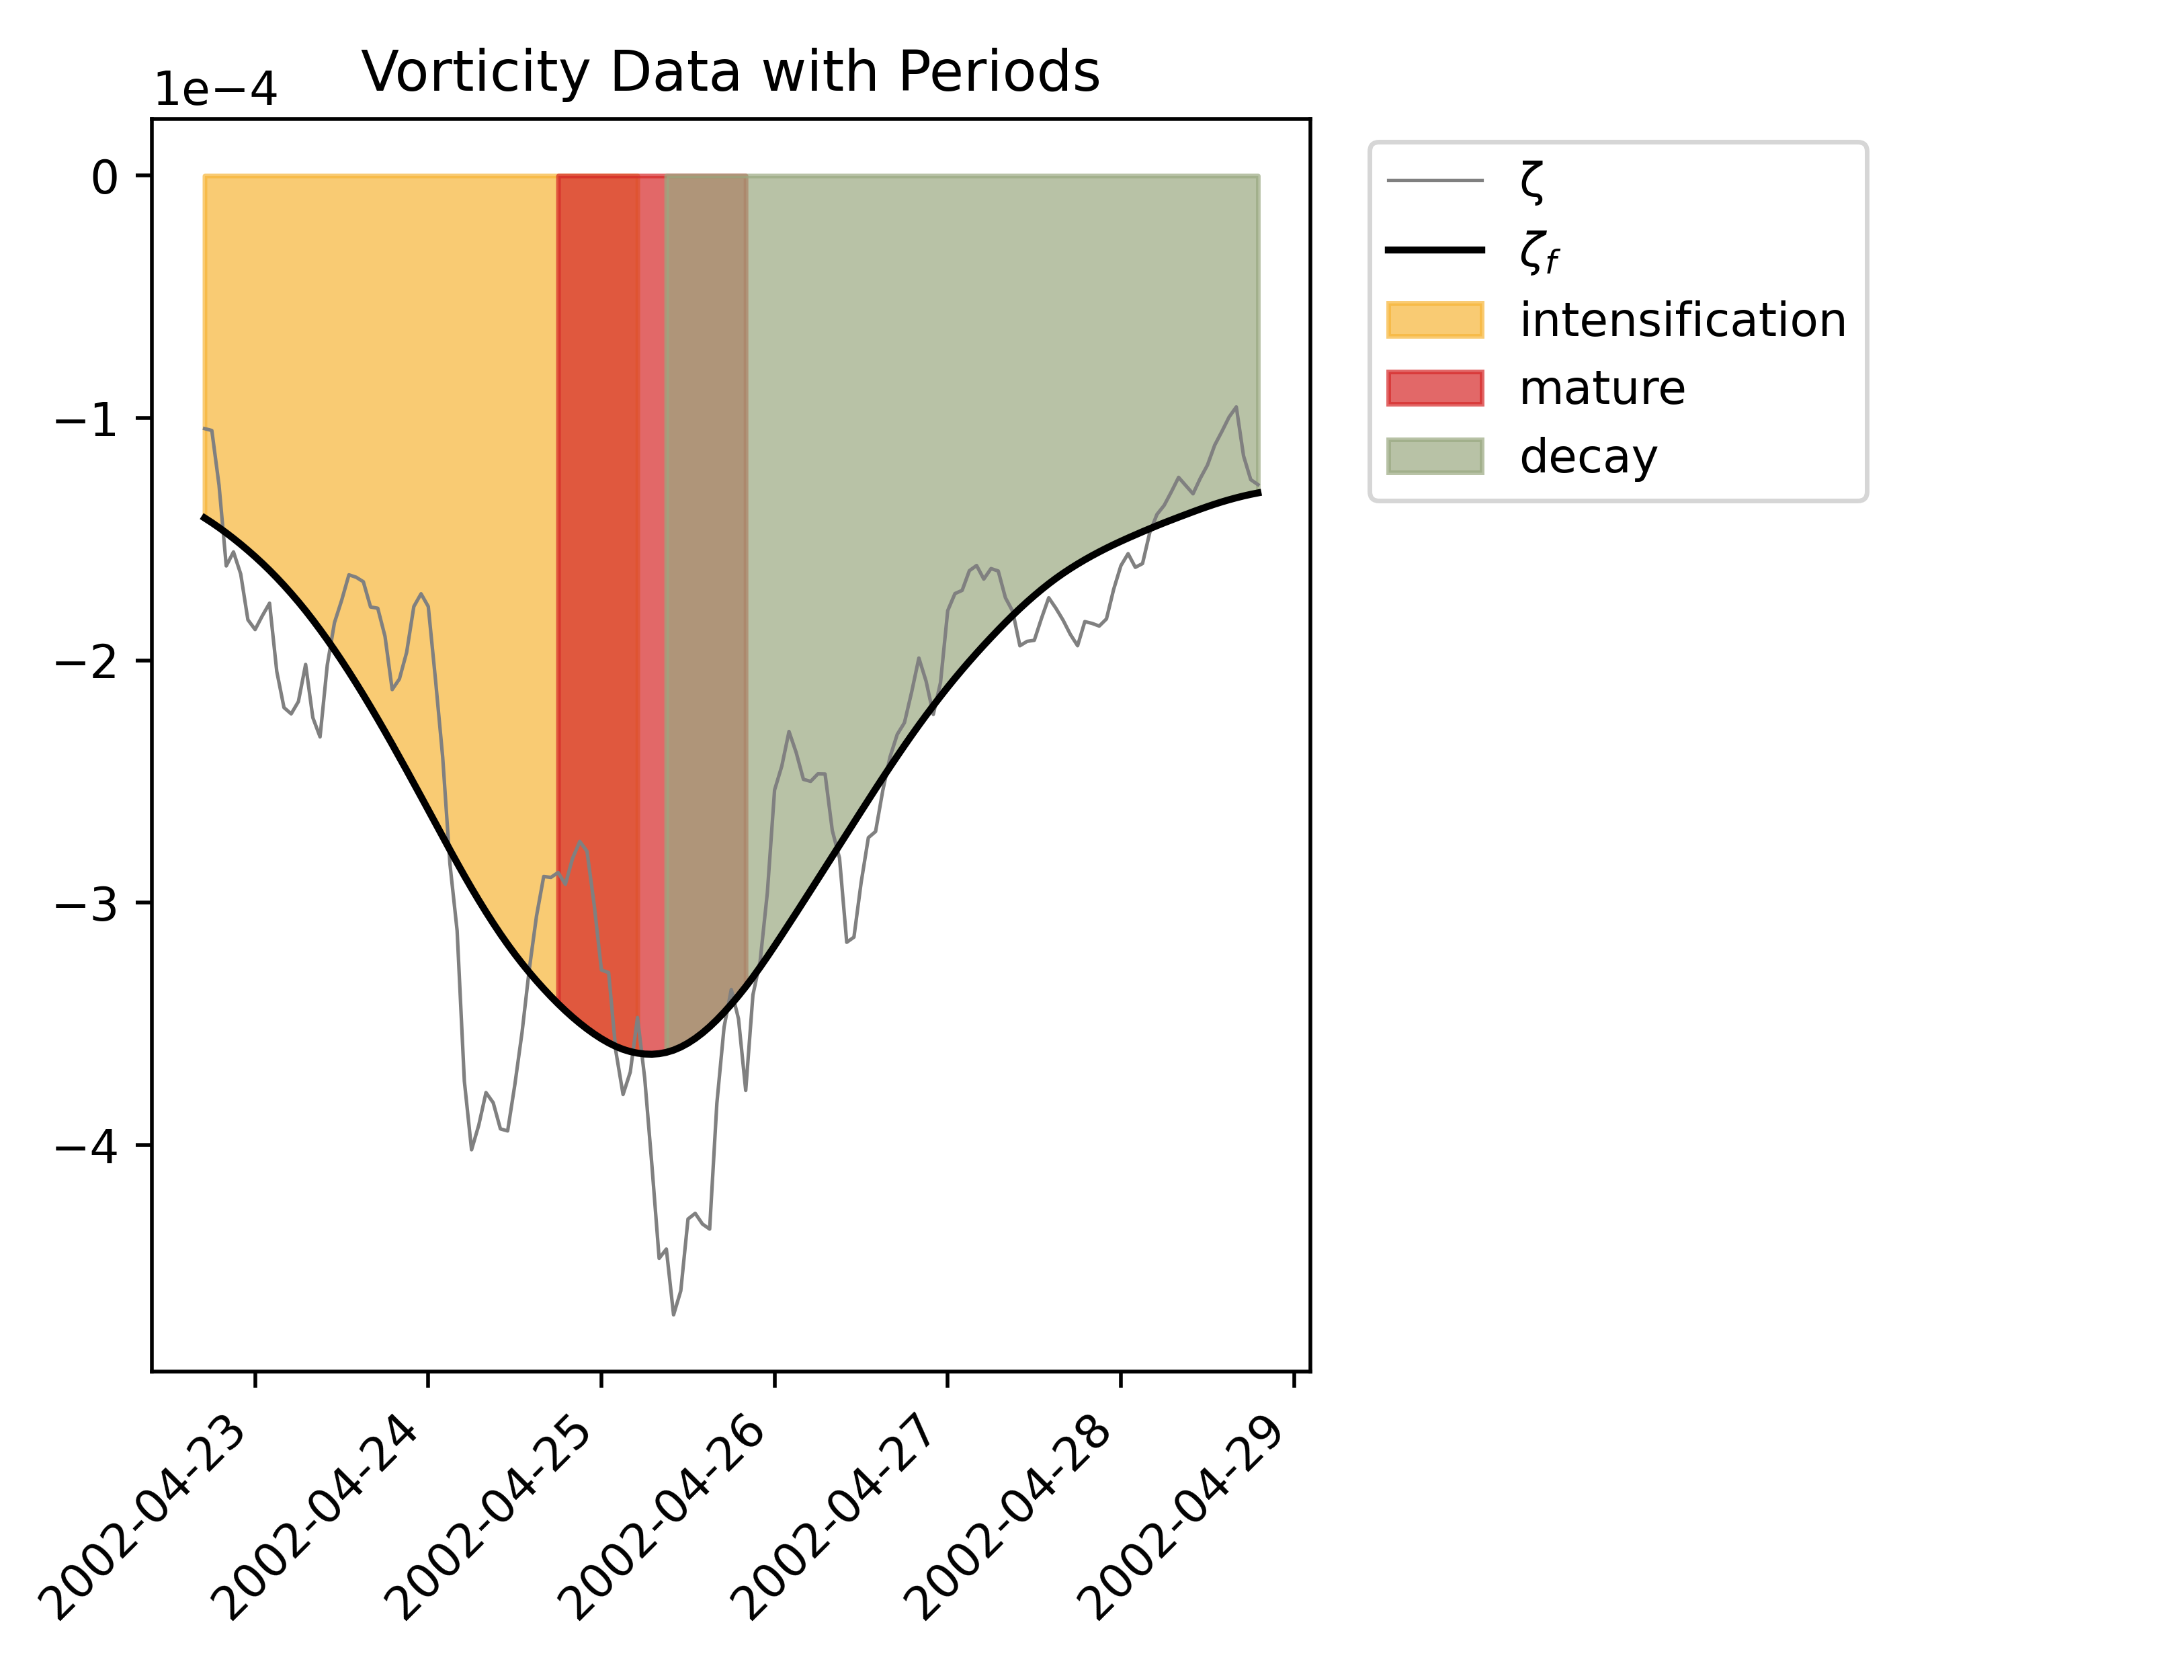 Vorticity Data with Periods
1e−4
0
−1
−2
−3
−4
2002-04-23
2002-04-24
2002-04-25
2002-04-26
2002-04-27
2002-04-28
2002-04-29
ζ
ζf
intensification
mature
decay